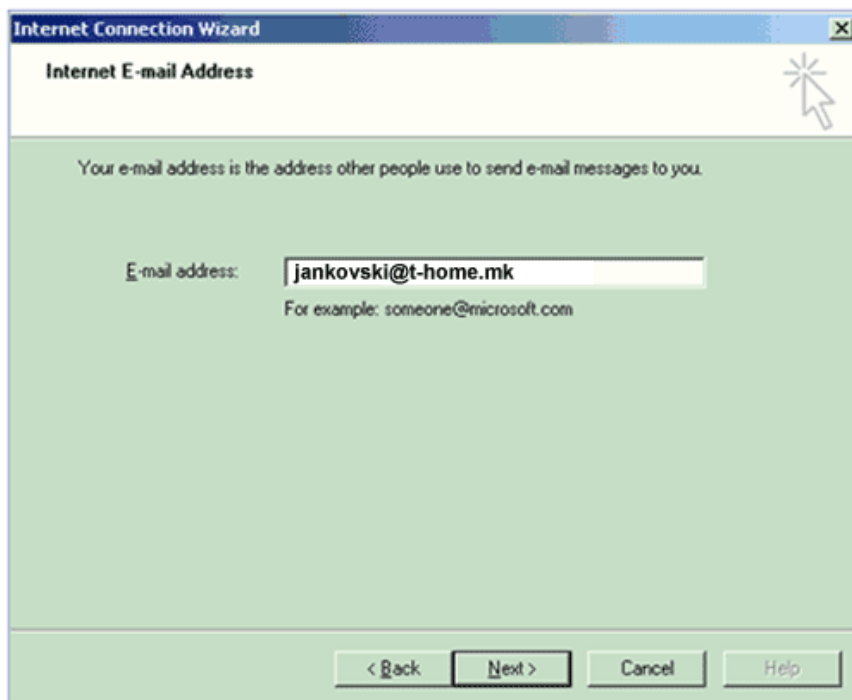 Internet Connection Wizard
Internet E-mail Address
Your e-mail address is the address other people use to send e-mail messages to you.
E-mail address: jankovski@t-home.mk
For example: someone@microsoft.com
< Back Next > Cancel Help